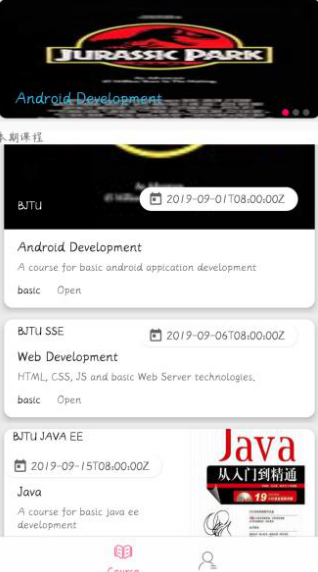 JURASSIC PARK
Android Development
本期课程
BJTU
2019-09-01T08:00:00Z
Android Development
A course for basic android appication development
basic Open
BJTU SSE
2019-09-06T08:00:00Z
Web Development
HTML, CSS, JS and basic Web Server technologies,
basic Open
BJTU JAVA EE
2019-09-15T08:00:00Z
Java
从入门到精通
19
Java
A course for basic java ee
development
Course